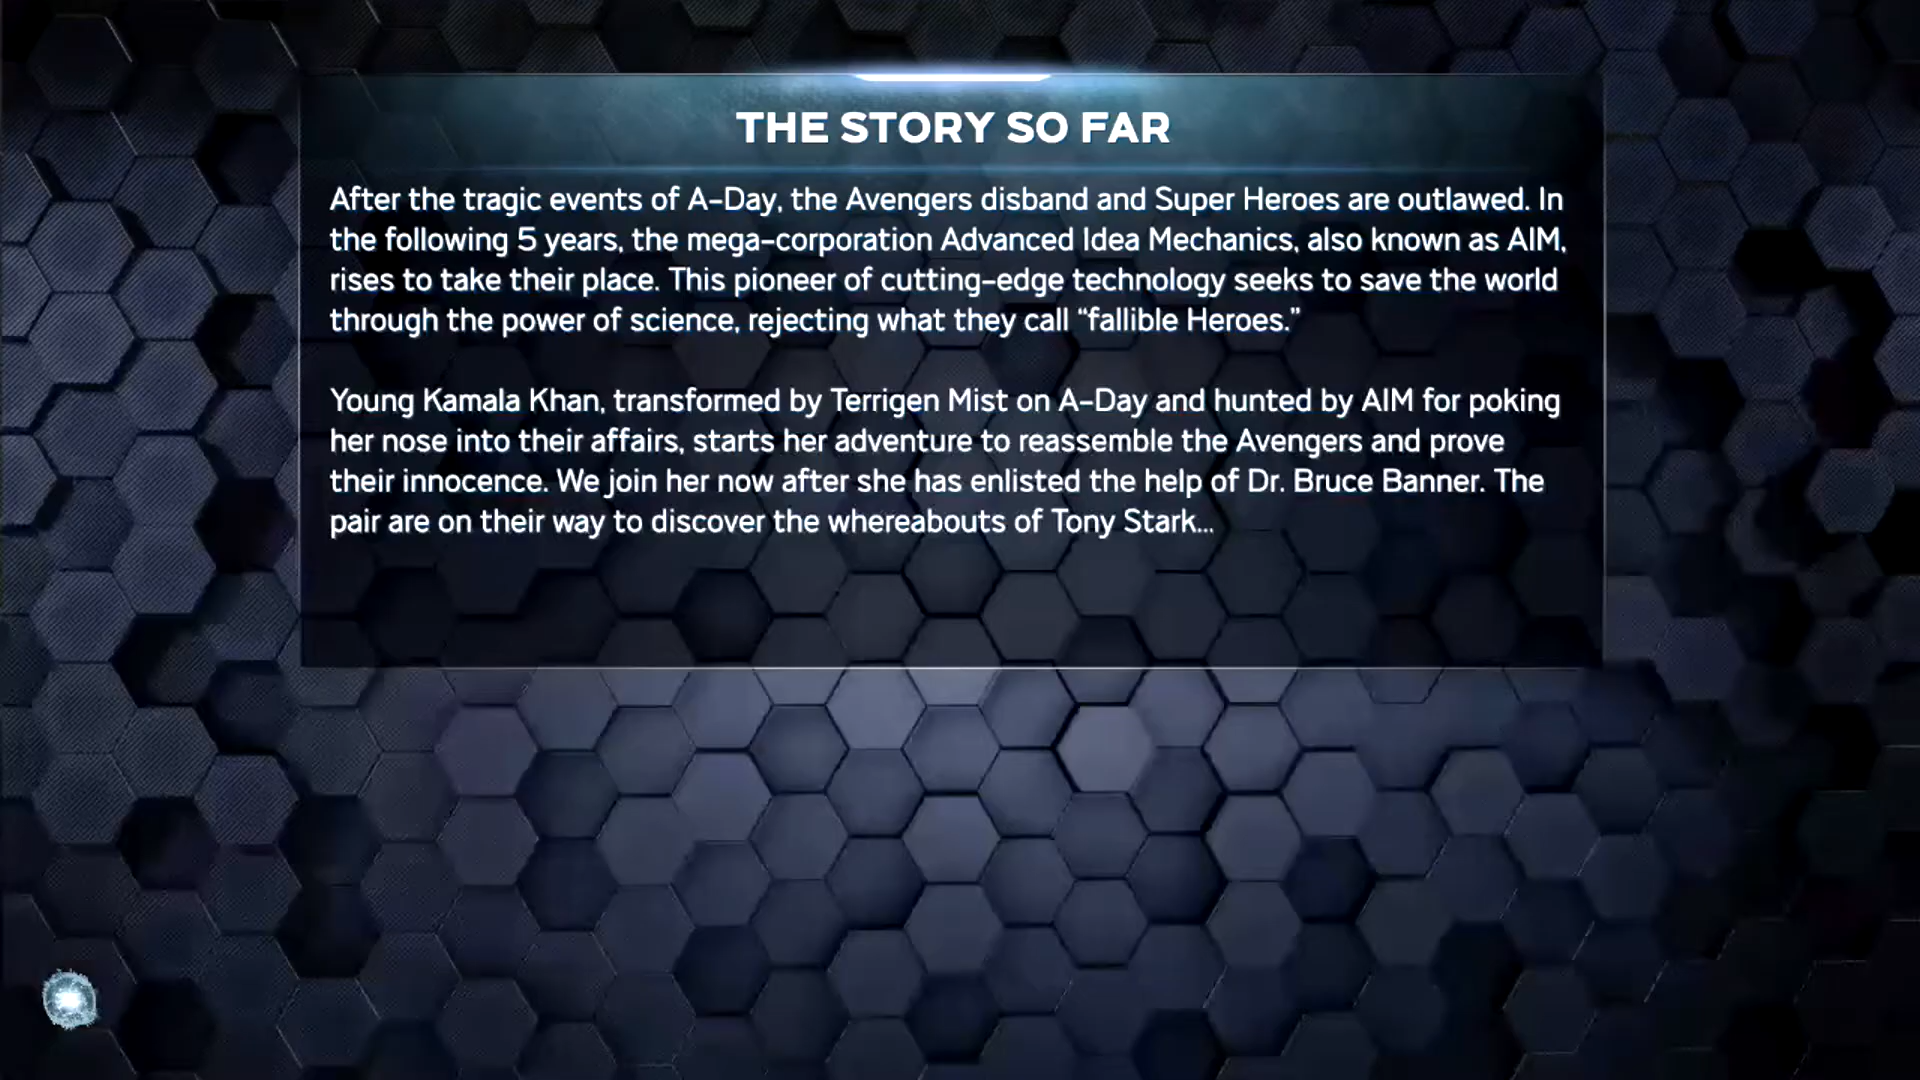 THE STORY SO FAR
After the tragic events of A-Day, the Avengers disband and Super Heroes are outlawed. In
the following 5 years, the mega-corporation Advanced Idea Mechanics, also known as AIM,
rises to take their place. This pioneer of cutting-edge technology seeks to save the world
through the power of science, rejecting what they call “fallible Heroes.”
Young Kamala Khan, transformed by Terrigen Mist on A-Day and hunted by AIM for poking
her nose into their affairs, starts her adventure to reassemble the Avengers and prove
their innocence. We join her now after she has enlisted the help of Dr. Bruce Banner. The
pair are on their way to discover the whereabouts of Tony Stark...